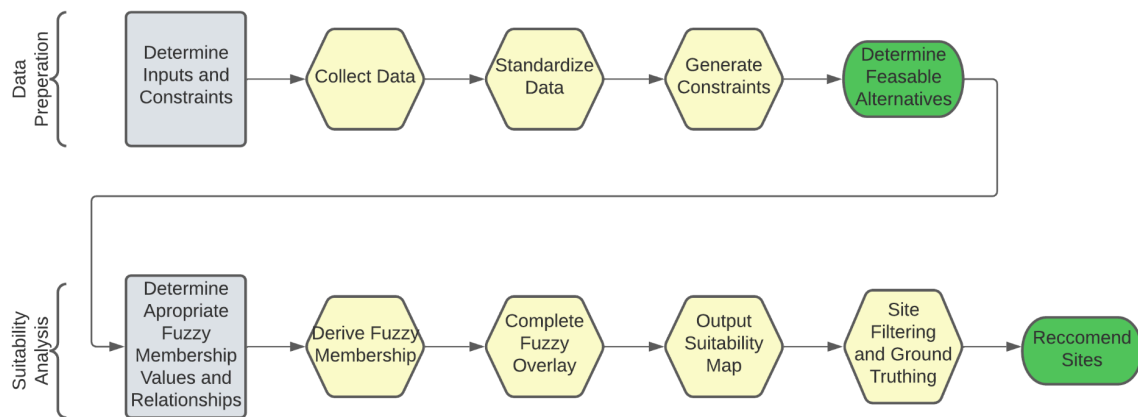 Data
Preperation
Determine
Inputs and
Constraints
Collect Data
Standardize
Data
Generate
Constraints
Determine
Feasable
Alternatives
Suitability
Analysis
Determine
Apropriate
Fuzzy
Membership
Values and
Relationships
Derive Fuzzy
Membership
Complete
Fuzzy
Overlay
Output
Suitability
Map
Site
Filtering
and Ground
Truthing
Reccomend
Sites